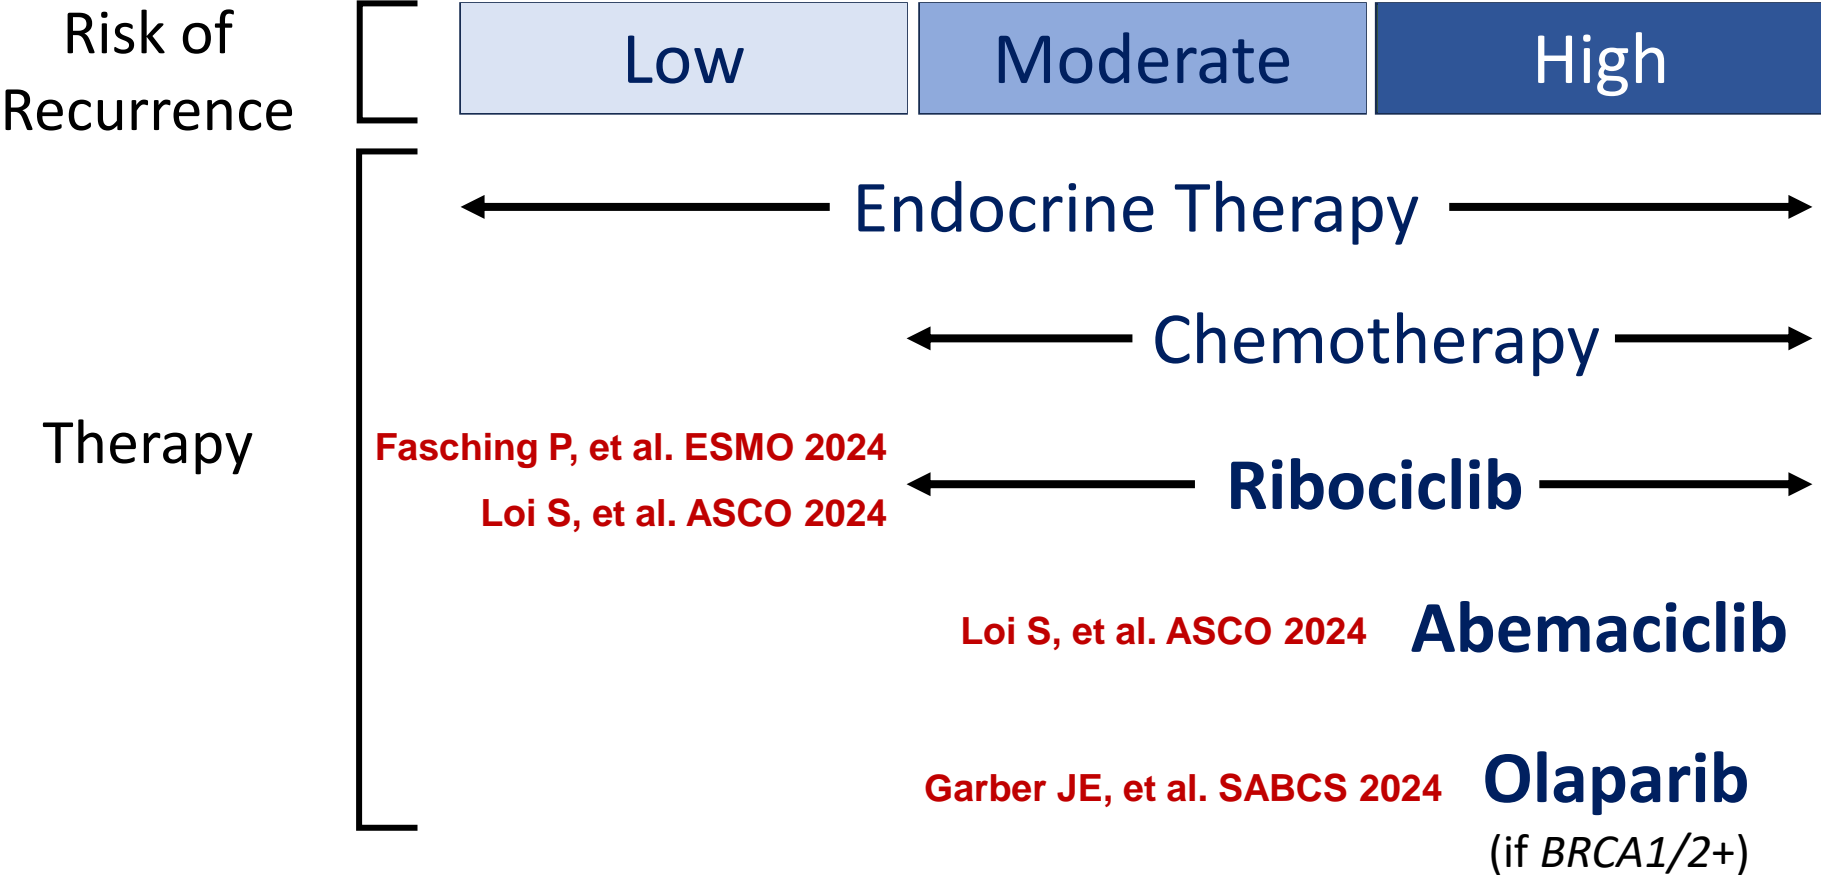 Risk of
Recurrence
Low
Moderate
High
Endocrine Therapy
Chemotherapy
Therapy
Fasching P, et al. ESMO 2024
Loi S, et al. ASCO 2024
Ribociclib
Loi S, et al. ASCO 2024
Abemaciclib
Garber JE, et al. SABCS 2024
Olaparib
(if BRCA1/2+)